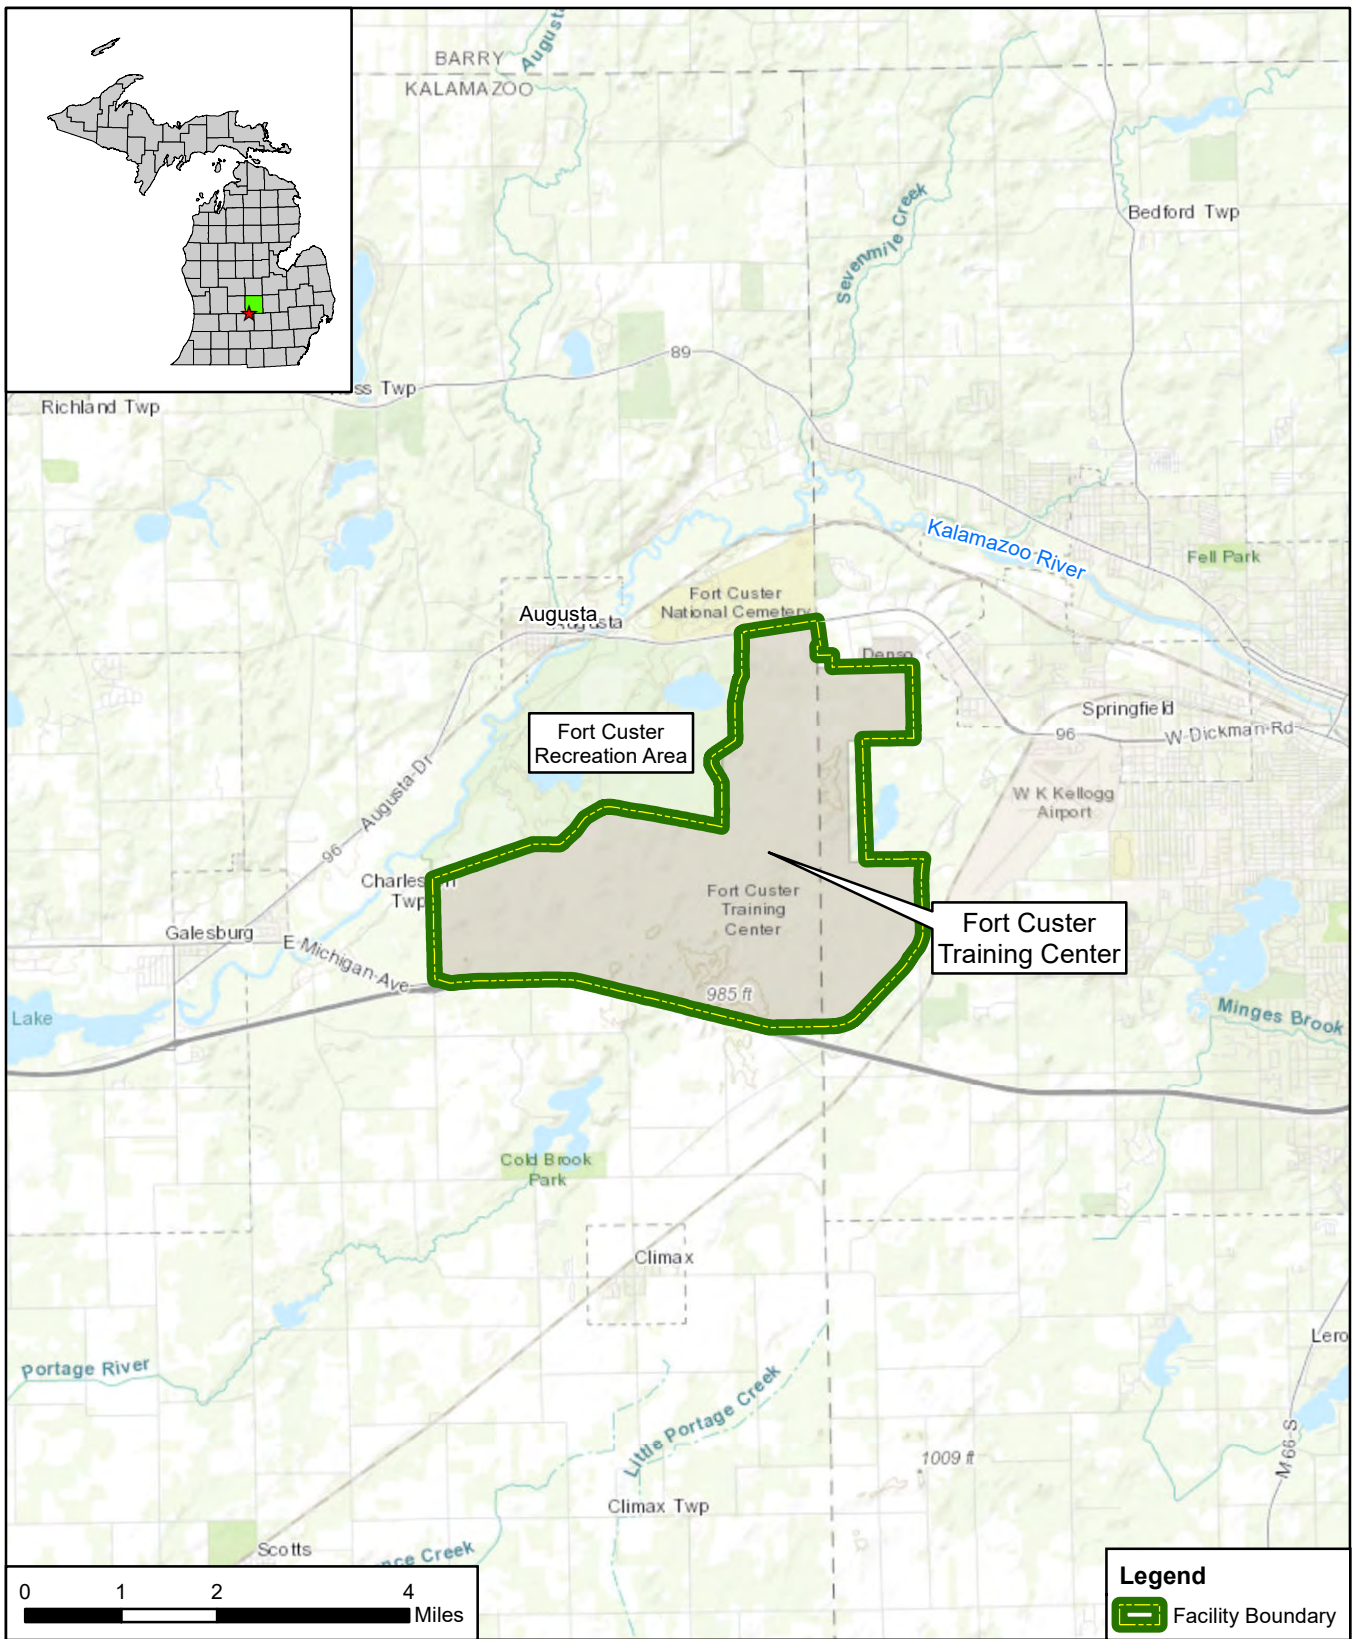 BARRY
KALAMAZOO
Augusta
Sevenmile Creek
Bedford Twp
89
Twp
Richland Twp
Kalamazoo River
Fell Park
Fort Custer
National Cemetery
Augusta
Augusta
Denso
Springfield
96
W-Dickman-Rd
Fort Custer
Recreation Area
W K Kellogg
Airport
Augusta-Dr
96
Twp
Fort Custer
Training
Center
Fort Custer
Training Center
Galesburg
E Michigan-Ave
985 ft
Lake
Minges Brook
Cold Brook
Park
Climax
Portage River
Little Portage Creek
1009 ft
M 66-S
Climax Twp
Scotts
Creek
0 1 2 4
Miles
Legend
Facility Boundary